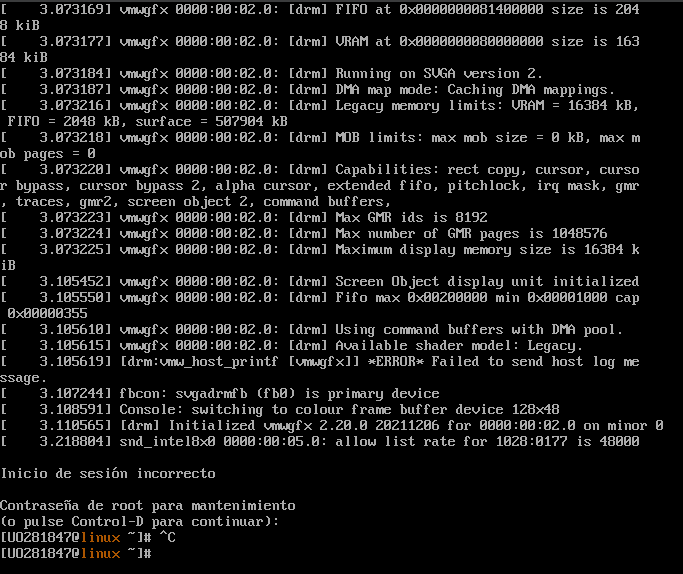 [    3.073169] vmwgfx 0000:00:02.0: [drm] FIFO at 0x0000000081400000 size is 204
8 kiB
[    3.073177] vmwgfx 0000:00:02.0: [drm] VRAM at 0x0000000080000000 size is 163
84 kiB
[    3.073184] vmwgfx 0000:00:02.0: [drm] Running on SVGA version 2.
[    3.073187] vmwgfx 0000:00:02.0: [drm] DMA map mode: Caching DMA mappings.
[    3.073216] vmwgfx 0000:00:02.0: [drm] Legacy memory limits: VRAM = 16384 kB,
 FIFO = 2048 kB, surface = 507904 kB
[    3.073218] vmwgfx 0000:00:02.0: [drm] MOB limits: max mob size = 0 kB, max m
ob pages = 0
[    3.073220] vmwgfx 0000:00:02.0: [drm] Capabilities: rect copy, cursor, curso
r bypass, cursor bypass 2, alpha cursor, extended fifo, pitchlock, irq mask, gmr
, traces, gmr2, screen object 2, command buffers,
[    3.073223] vmwgfx 0000:00:02.0: [drm] Max GMR ids is 8192
[    3.073224] vmwgfx 0000:00:02.0: [drm] Max number of GMR pages is 1048576
[    3.073225] vmwgfx 0000:00:02.0: [drm] Maximum display memory size is 16384 k
iB
[    3.105452] vmwgfx 0000:00:02.0: [drm] Screen Object display unit initialized
[    3.105550] vmwgfx 0000:00:02.0: [drm] Fifo max 0x00200000 min 0x00001000 cap
 0x00000355
[    3.105610] vmwgfx 0000:00:02.0: [drm] Using command buffers with DMA pool.
[    3.105615] vmwgfx 0000:00:02.0: [drm] Available shader model: Legacy.
[    3.105619] [drm:vmw_host_printf [vmwgfx]] *ERROR* Failed to send host log me
ssage.
[    3.107244] fbcon: svgadrmfb (fb0) is primary device
[    3.108591] Console: switching to colour frame buffer device 128x48
[    3.110565] [drm] Initialized vmwgfx 2.20.0 20211206 for 0000:00:02.0 on minor 0
[    3.218804] snd_intel8x0 0000:00:05.0: allow list rate for 1028:0177 is 48000
Inicio de sesión incorrecto
Contraseña de root para mantenimiento
(o pulse Control-D para continuar):
[UO281847@linux ~]# ^C
[UO281847@linux ~]#